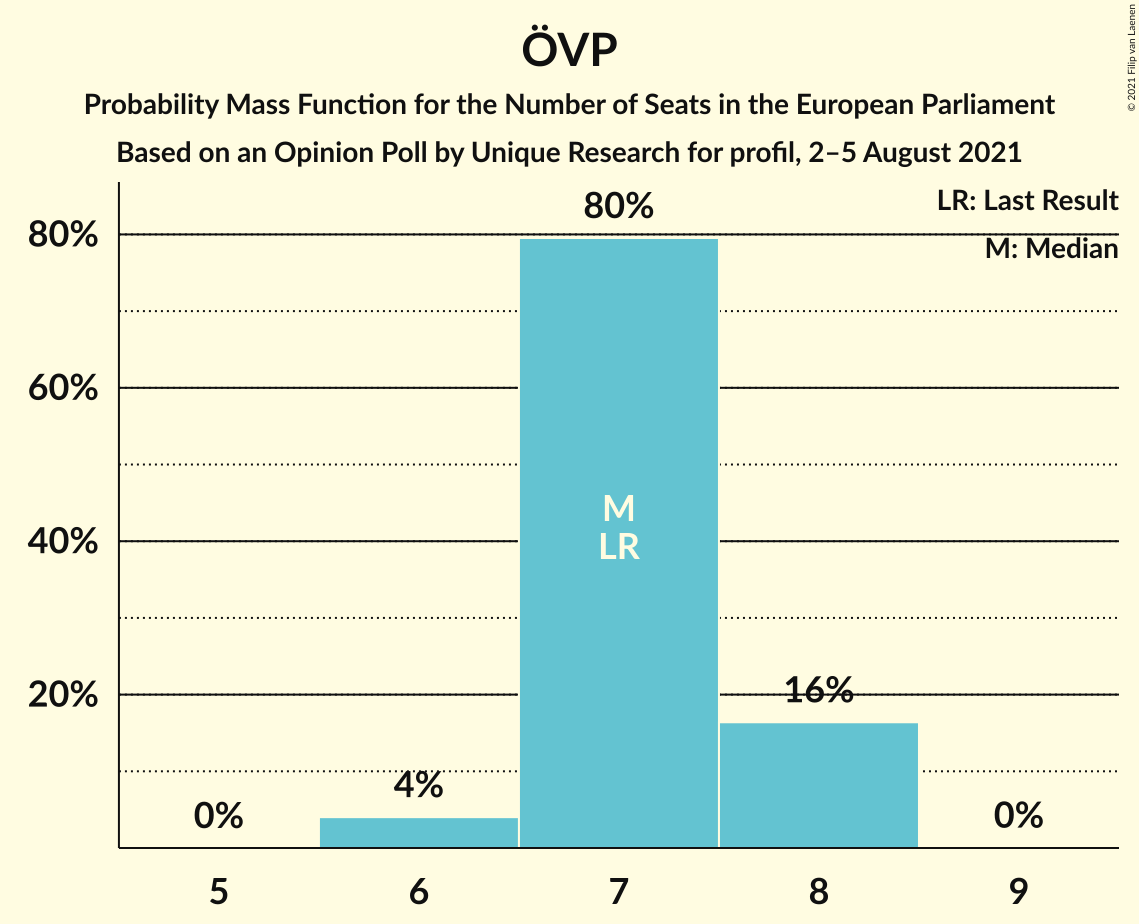 ÖVP
Probability Mass Function for the Number of Seats in the European Parliament
Based on an Opinion Poll by Unique Research for profil, 2–5 August 2021
© 2021 Filip van Laenen
LR: Last Result
M: Median
80%
60%
40%
20%
0%
4%
80%
M
LR
16%
0%
5
6
7
8
9